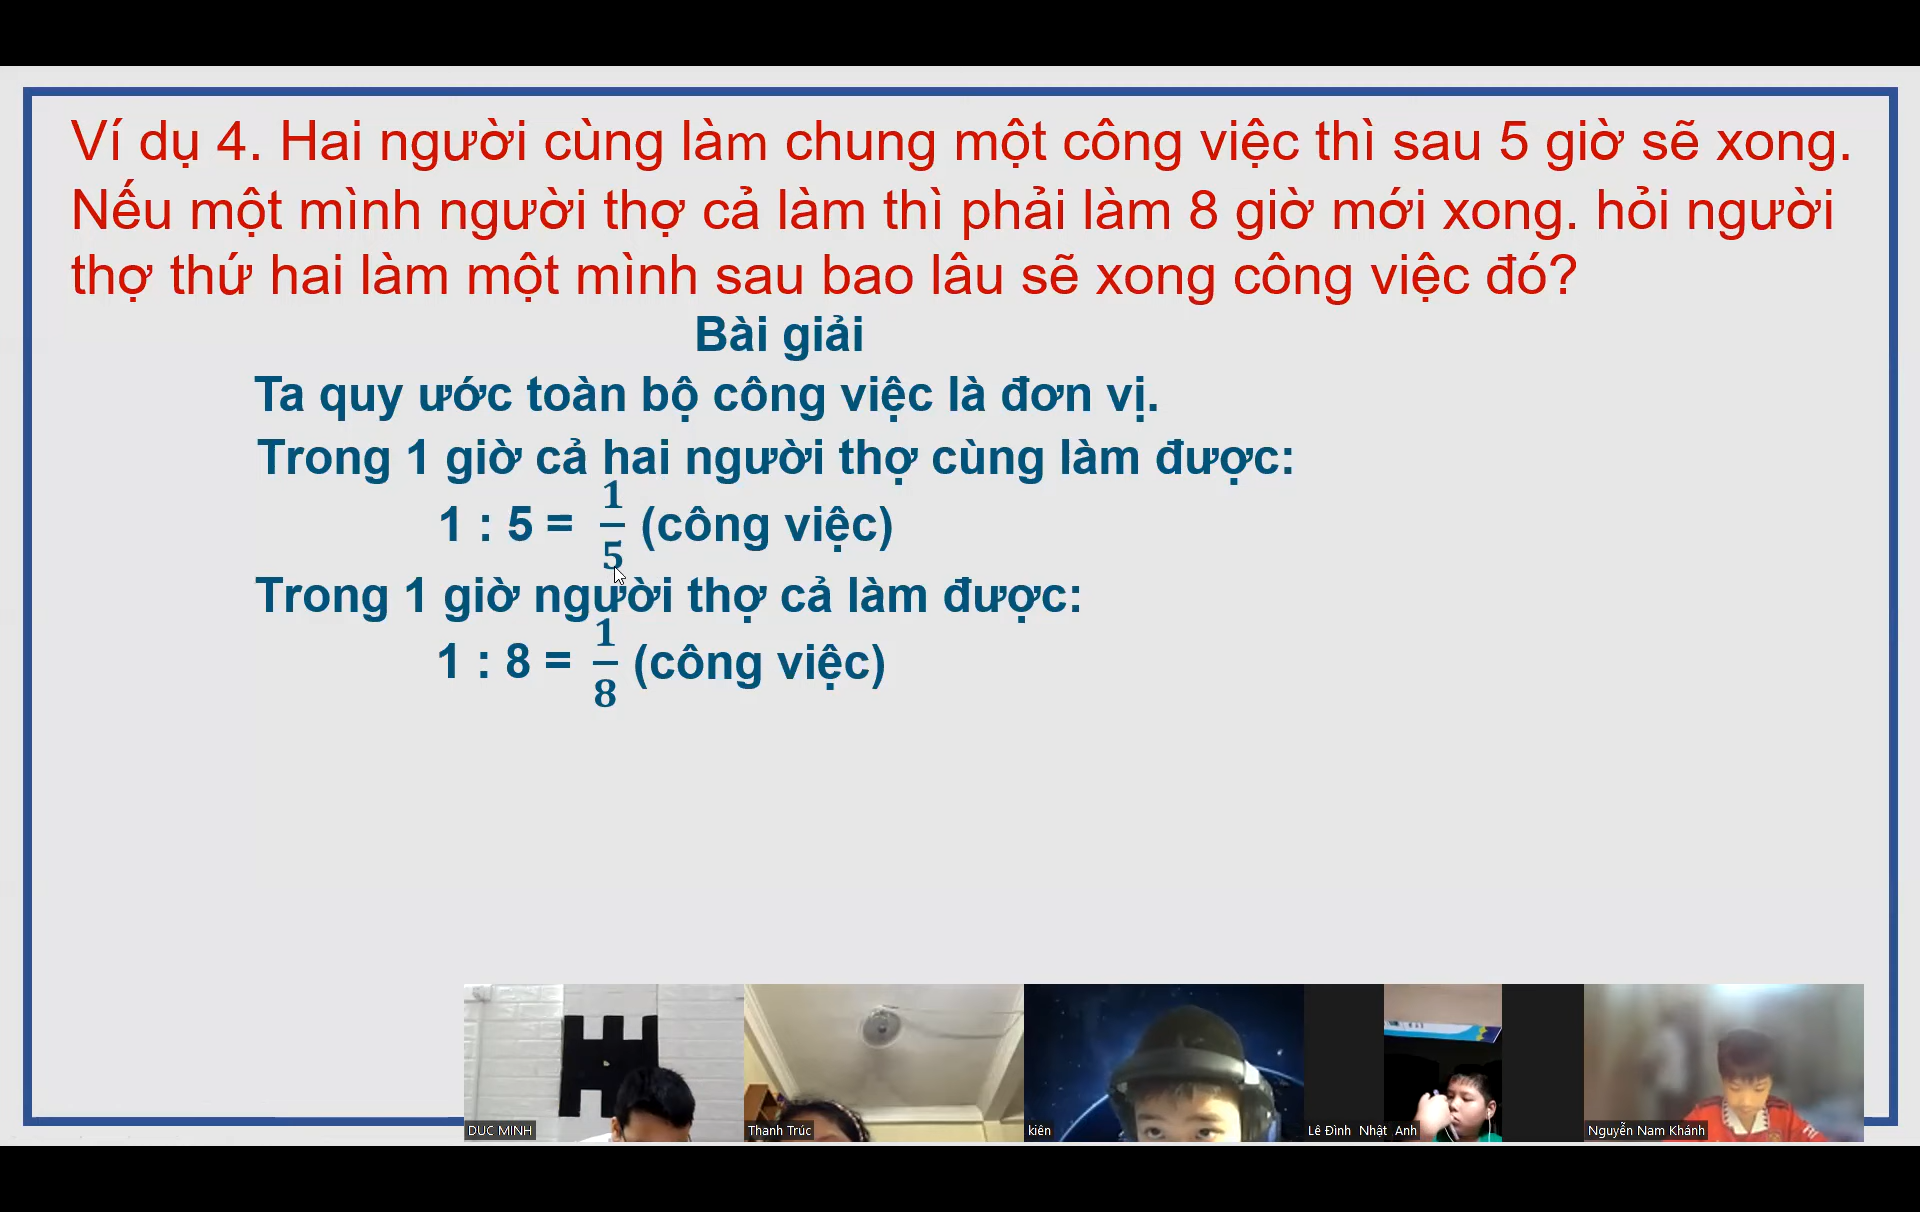 Ví dụ 4. Hai người cùng làm chung một công việc thì sau 5 giờ sẽ xong.
Nếu một mình người thợ cả làm thì phải làm 8 giờ mới xong. hỏi người
thợ thứ hai làm một mình sau bao lâu sẽ xong công việc đó?
Bài giải
Ta quy ước toàn bộ công việc là đơn vị.
Trong 1 giờ cả hai người thợ cùng làm được:
1 : 5 = 1/5 (công việc)
Trong 1 giờ người thợ cả làm được:
1 : 8 = 1/8 (công việc)
DUC MINH
Thanh Trúc
kiên
Lê Đình Nhật Anh
Nguyễn Nam Khánh